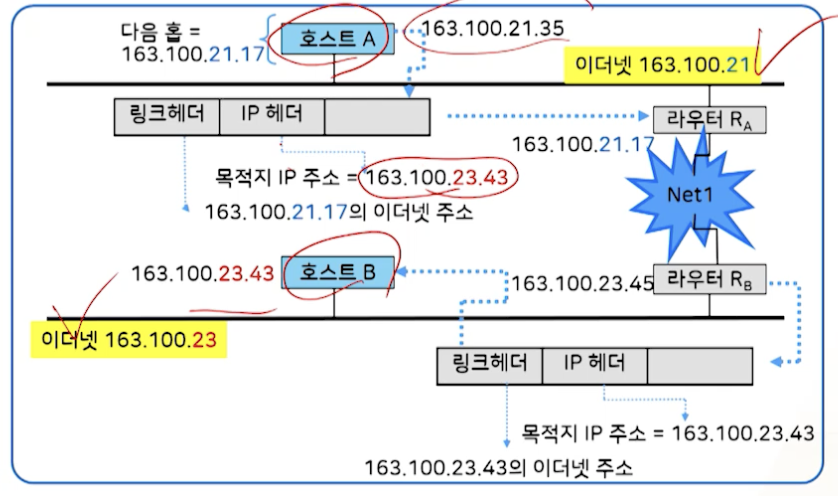 다음 홉 =
163.100.21.17
호스트 A
163.100.21.35
이더넷 163.100.21
링크헤더
IP 헤더
라우터 RA
163.100.21.17
목적지 IP 주소 = 163.100.23.43
Net1
163.100.21.17의 이더넷 주소
163.100.23.43
호스트 B
163.100.23.45
라우터 RB
이더넷 163.100.23
링크헤더
IP 헤더
목적지 IP 주소 = 163.100.23.43
163.100.23.43의 이더넷 주소